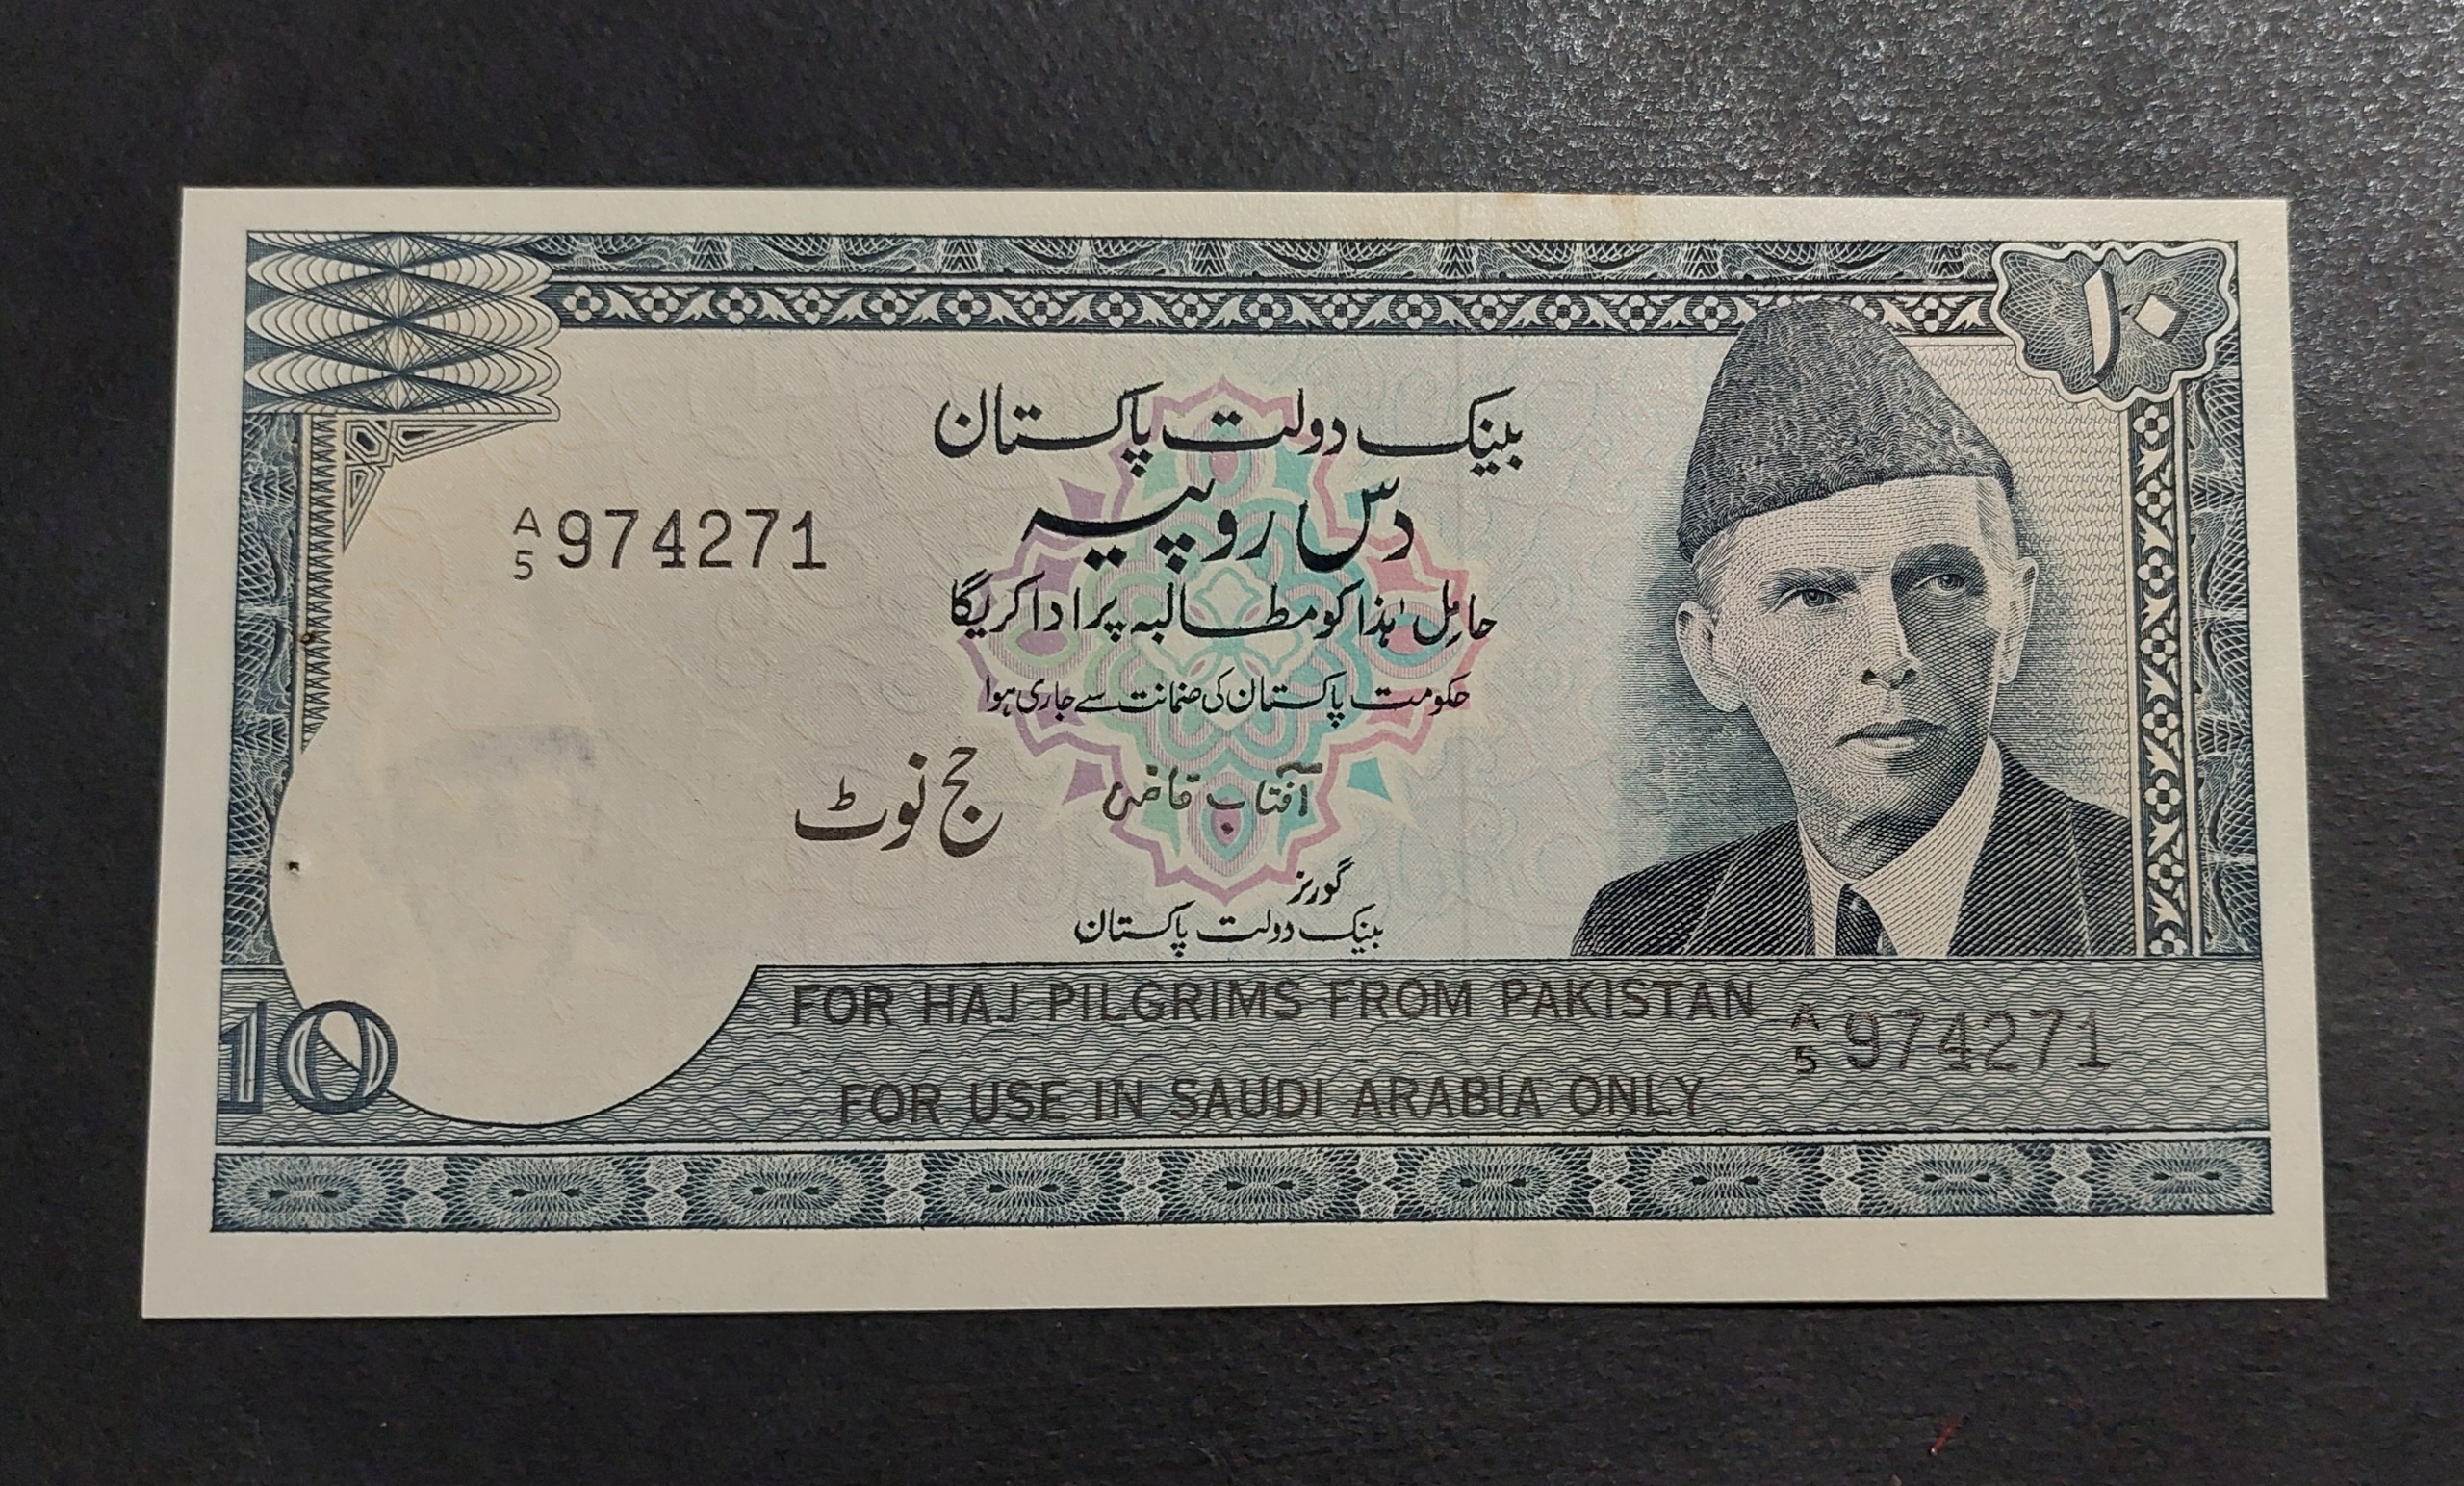 ۱۰
بینک دولت پاکستان
دس روپیہ
A/5 974271
حامل ہٰذا کو مطالبہ پر ادا کریگا
حکومت پاکستان کی ضمانت سے جاری ہوا
حج نوٹ
آفتاب قاضی
گورنر
بینک دولت پاکستان
10
FOR HAJ PILGRIMS FROM PAKISTAN
A/5 974271
FOR USE IN SAUDI ARABIA ONLY